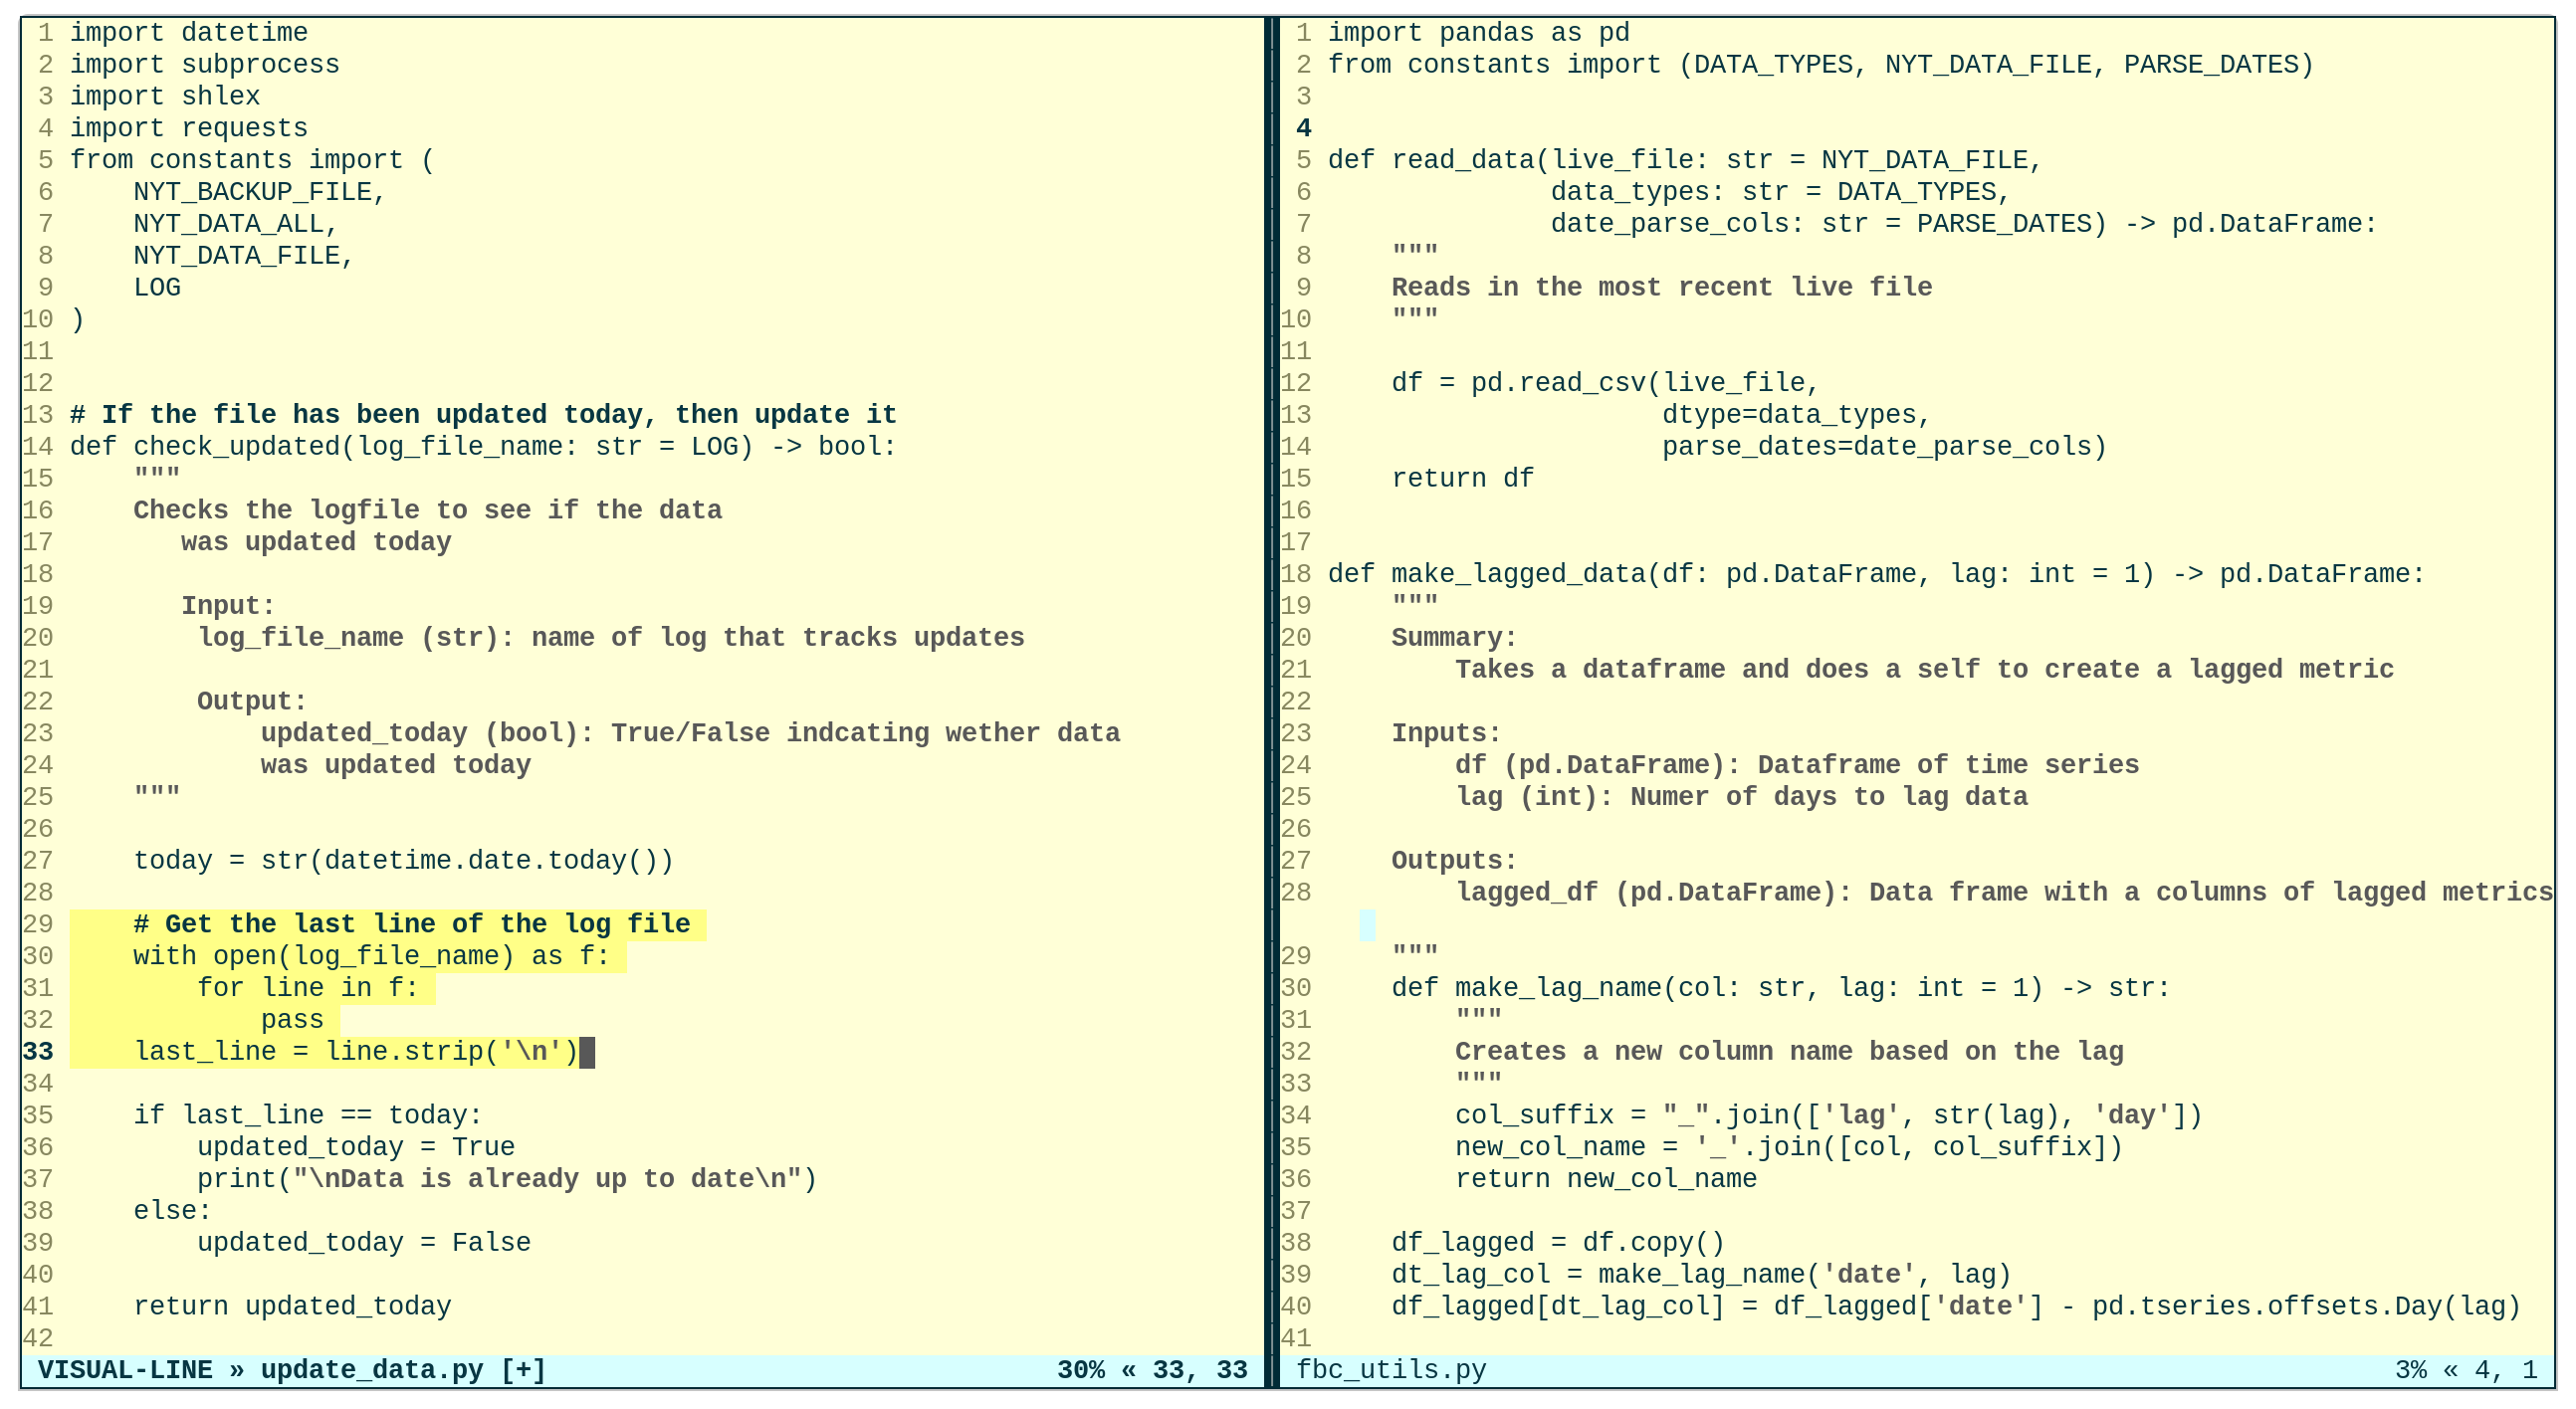 1 import datetime
2 import subprocess
3 import shlex
4 import requests
5 from constants import (
6     NYT_BACKUP_FILE,
7     NYT_DATA_ALL,
8     NYT_DATA_FILE,
9     LOG
10 )
11
12
13 # If the file has been updated today, then update it
14 def check_updated(log_file_name: str = LOG) -> bool:
15     """
16     Checks the logfile to see if the data
17        was updated today
18
19        Input:
20         log_file_name (str): name of log that tracks updates
21
22         Output:
23             updated_today (bool): True/False indcating wether data
24             was updated today
25     """
26
27     today = str(datetime.date.today())
28
29     # Get the last line of the log file
30     with open(log_file_name) as f:
31         for line in f:
32             pass
33     last_line = line.strip('\n')
34
35     if last_line == today:
36         updated_today = True
37         print("\nData is already up to date\n")
38     else:
39         updated_today = False
40
41     return updated_today
42
VISUAL-LINE » update_data.py [+] 30% « 33, 33
1 import pandas as pd
2 from constants import (DATA_TYPES, NYT_DATA_FILE, PARSE_DATES)
3
4
5 def read_data(live_file: str = NYT_DATA_FILE,
6               data_types: str = DATA_TYPES,
7               date_parse_cols: str = PARSE_DATES) -> pd.DataFrame:
8     """
9     Reads in the most recent live file
10     """
11
12     df = pd.read_csv(live_file,
13                      dtype=data_types,
14                      parse_dates=date_parse_cols)
15     return df
16
17
18 def make_lagged_data(df: pd.DataFrame, lag: int = 1) -> pd.DataFrame:
19     """
20     Summary:
21         Takes a dataframe and does a self to create a lagged metric
22
23     Inputs:
24         df (pd.DataFrame): Dataframe of time series
25         lag (int): Numer of days to lag data
26
27     Outputs:
28         lagged_df (pd.DataFrame): Data frame with a columns of lagged metrics
29     """
30     def make_lag_name(col: str, lag: int = 1) -> str:
31         """
32         Creates a new column name based on the lag
33         """
34         col_suffix = "_".join(['lag', str(lag), 'day'])
35         new_col_name = '_'.join([col, col_suffix])
36         return new_col_name
37
38     df_lagged = df.copy()
39     dt_lag_col = make_lag_name('date', lag)
40     df_lagged[dt_lag_col] = df_lagged['date'] - pd.tseries.offsets.Day(lag)
41
fbc_utils.py 3% « 4, 1